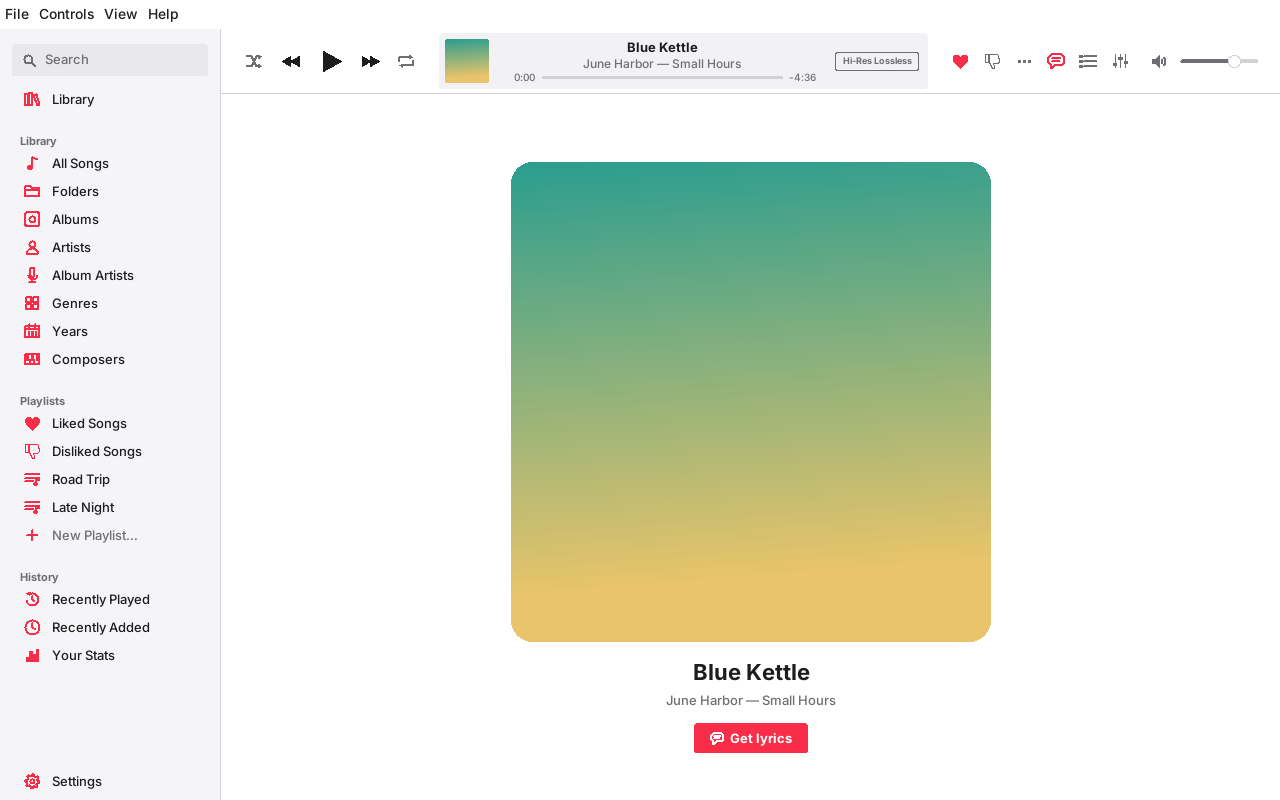 File Controls View Help
Search
Library
Library
All Songs
Folders
Albums
Artists
Album Artists
Genres
Years
Composers
Playlists
Liked Songs
Disliked Songs
Road Trip
Late Night
New Playlist...
History
Recently Played
Recently Added
Your Stats
Settings
Blue Kettle
June Harbor — Small Hours
0:00 -4:36
Hi-Res Lossless
Blue Kettle
June Harbor — Small Hours
Get lyrics